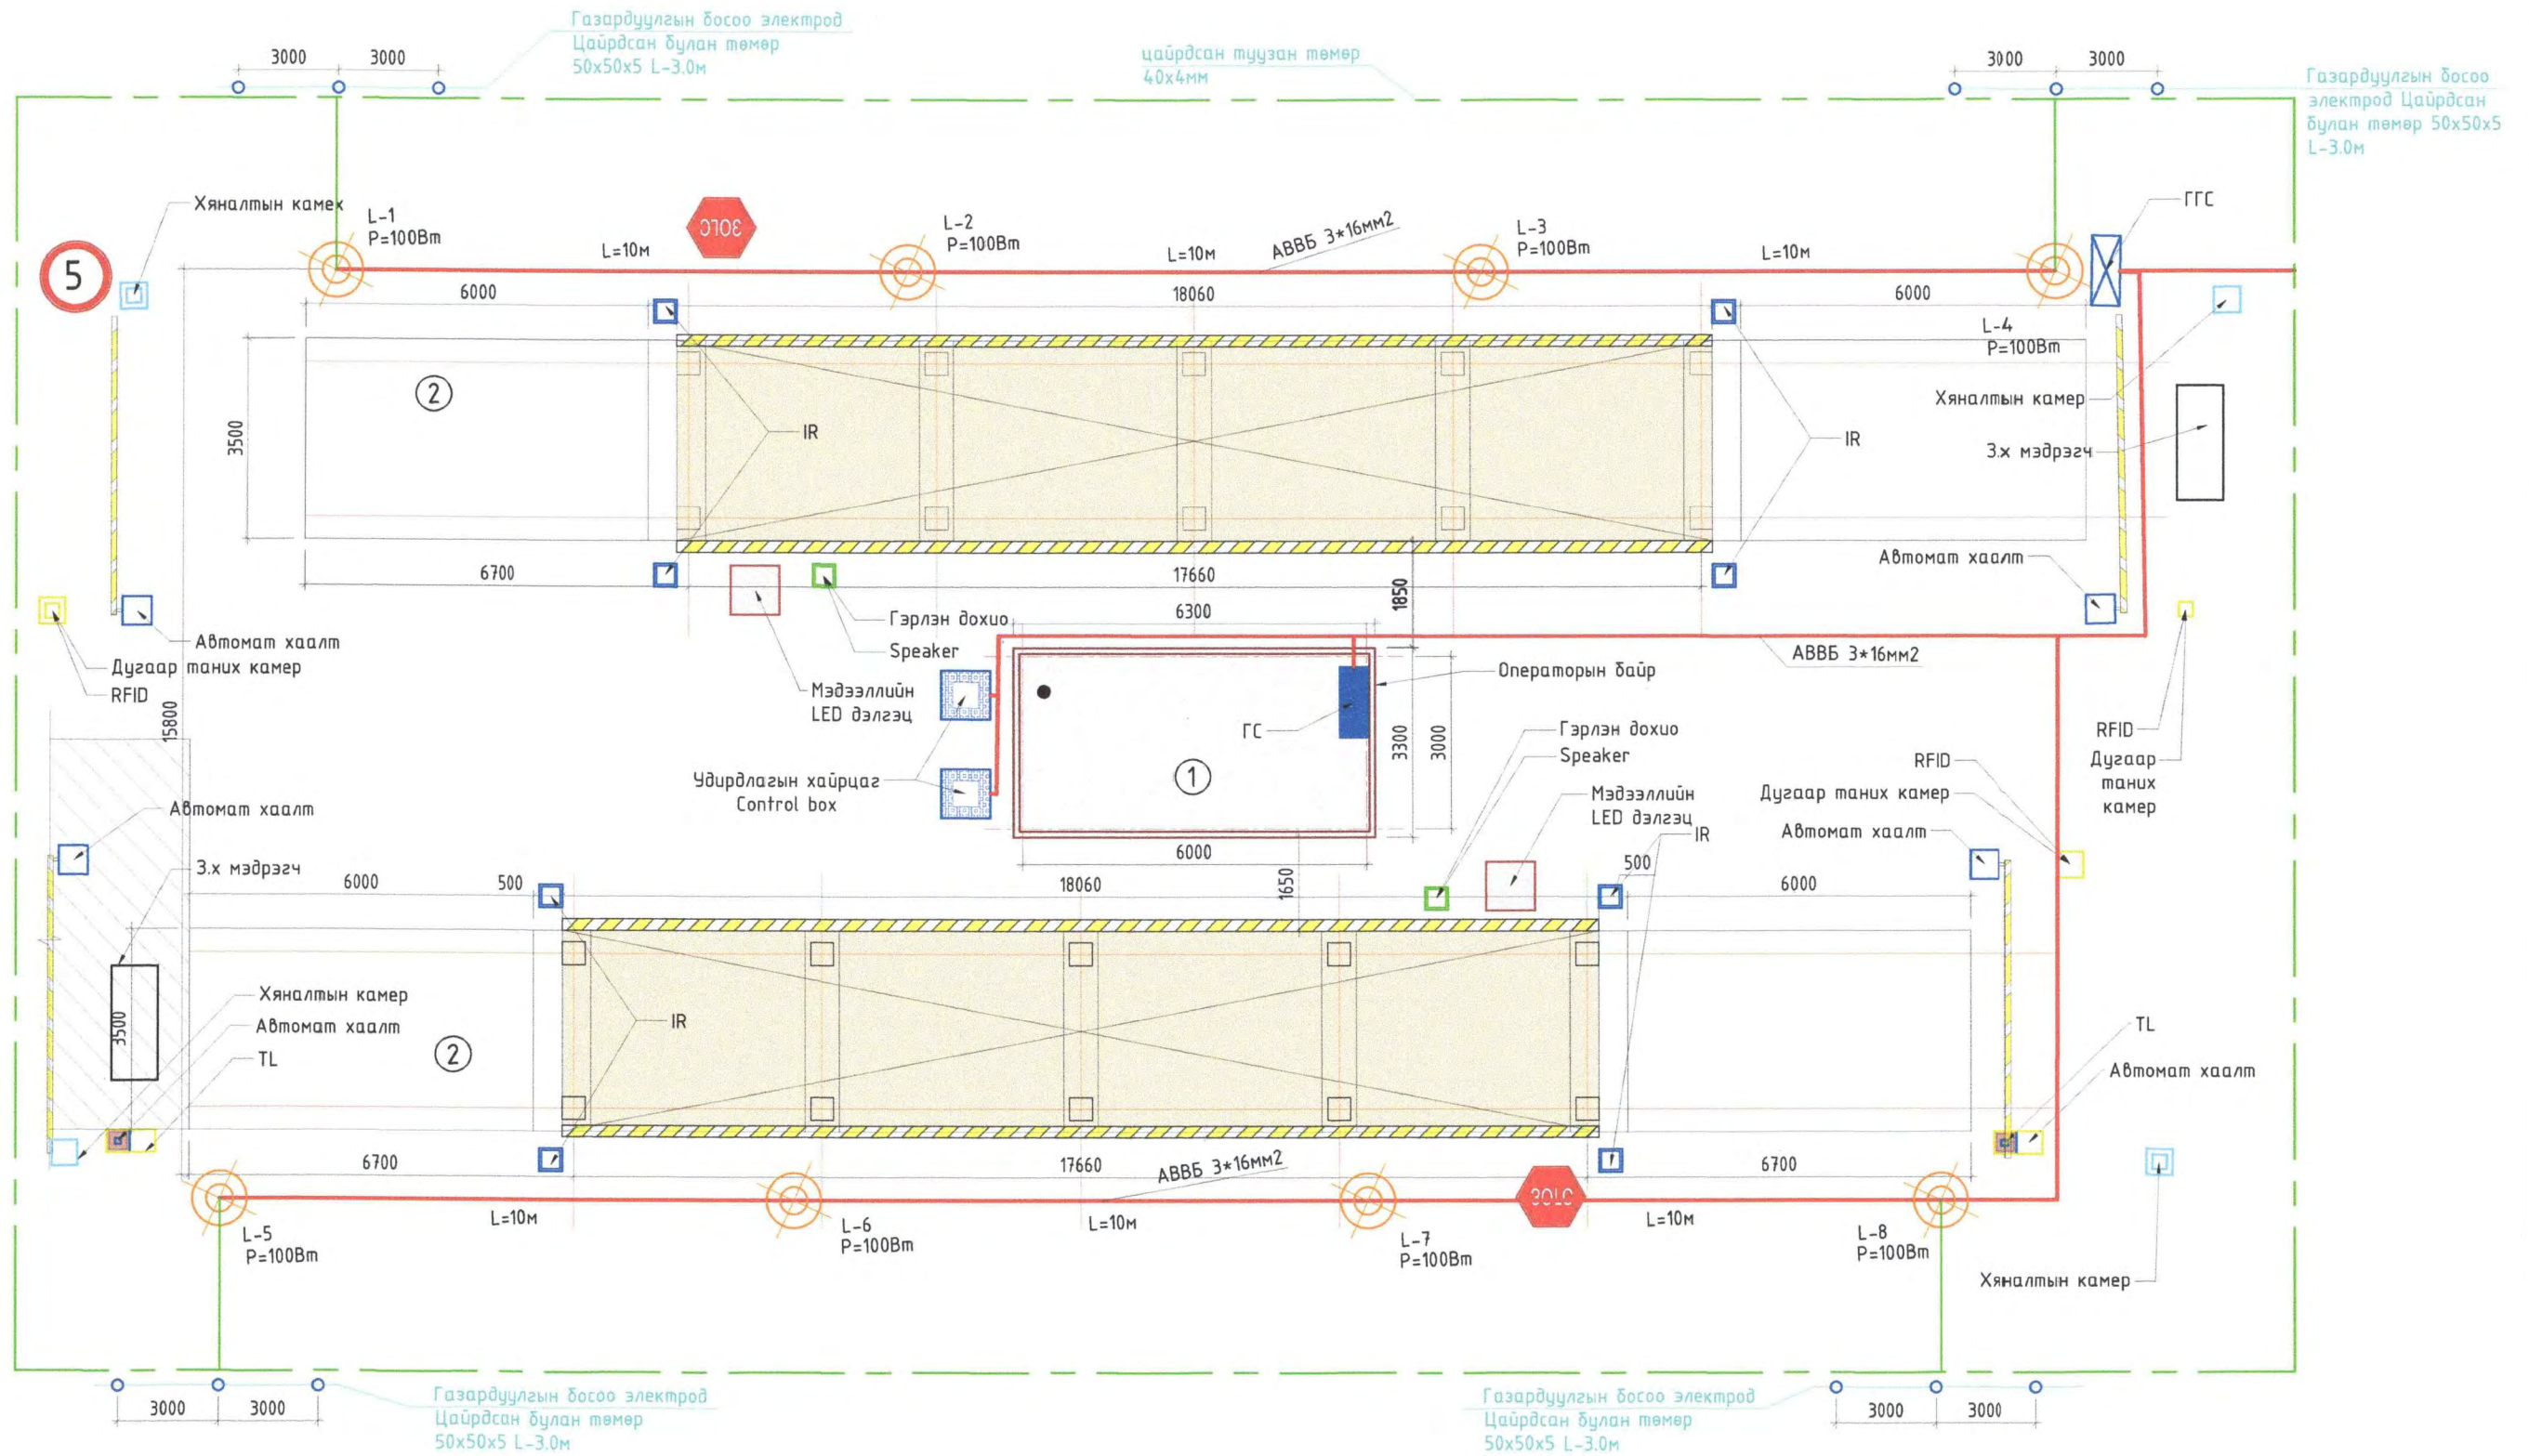 Газардуулгын босоо электрод
Цайрдсан булан төмөр
50x50x5 L-3.0м
3000
3000
цайрдсан туузан төмөр
40x4мм
3000
3000
Газардуулгын босоо
электрод Цайрдсан
булан төмөр 50x50x5
L-3.0м
Хяналтын камех
L-1
P=100Вт
5
L=10м
ЗОГС
L-2
P=100Вт
L=10м
АВВБ 3*16мм2
L-3
P=100Вт
L=10м
ГГС
6000
18060
6000
L-4
P=100Вт
2
3500
IR
IR
Хяналтын камер
З.х мэдрэгч
6700
17660
1850
Автомат хаалт
6300
Гэрлэн дохио
Speaker
Автомат хаалт
Дугаар таних камер
RFID
Мэдээллийн
LED дэлгэц
АВВБ 3*16мм2
Операторын байр
15800
ГС
3300
3000
1
Гэрлэн дохио
Speaker
RFID
Дугаар
таних
камер
Удирдлагын хайрцаг
Control box
RFID
Дугаар таних камер
Автомат хаалт
Мэдээллийн
LED дэлгэц
IR
Автомат хаалт
З.х мэдрэгч
6000
6000
500
18060
1650
500
6000
3500
Хяналтын камер
Автомат хаалт
TL
2
IR
TL
Автомат хаалт
6700
17660
АВВБ 3*16мм2
6700
ЗОГС
L=10м
L=10м
L=10м
L-5
P=100Вт
L-6
P=100Вт
L-7
P=100Вт
L-8
P=100Вт
Хяналтын камер
3000
3000
Газардуулгын босоо электрод
Цайрдсан булан төмөр
50x50x5 L-3.0м
Газардуулгын босоо электрод
Цайрдсан булан төмөр
50x50x5 L-3.0м
3000
3000